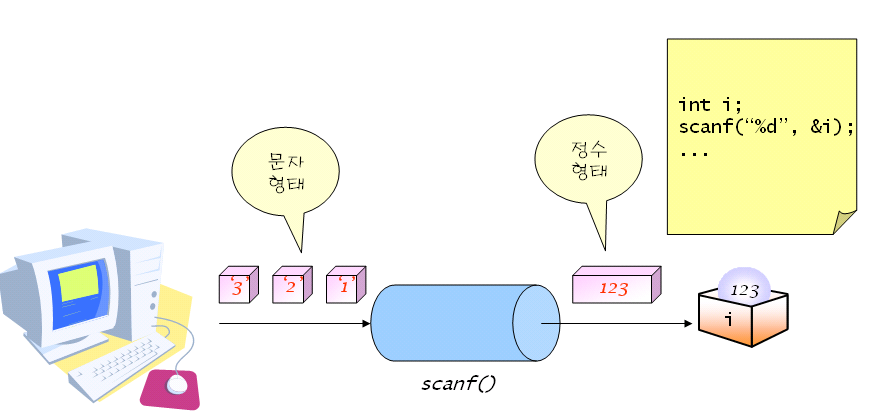 int i;
scanf(“%d”, &i);
...
문자
형태
정수
형태
‘3’ ‘2’ ‘1’
123
123
i
scanf()